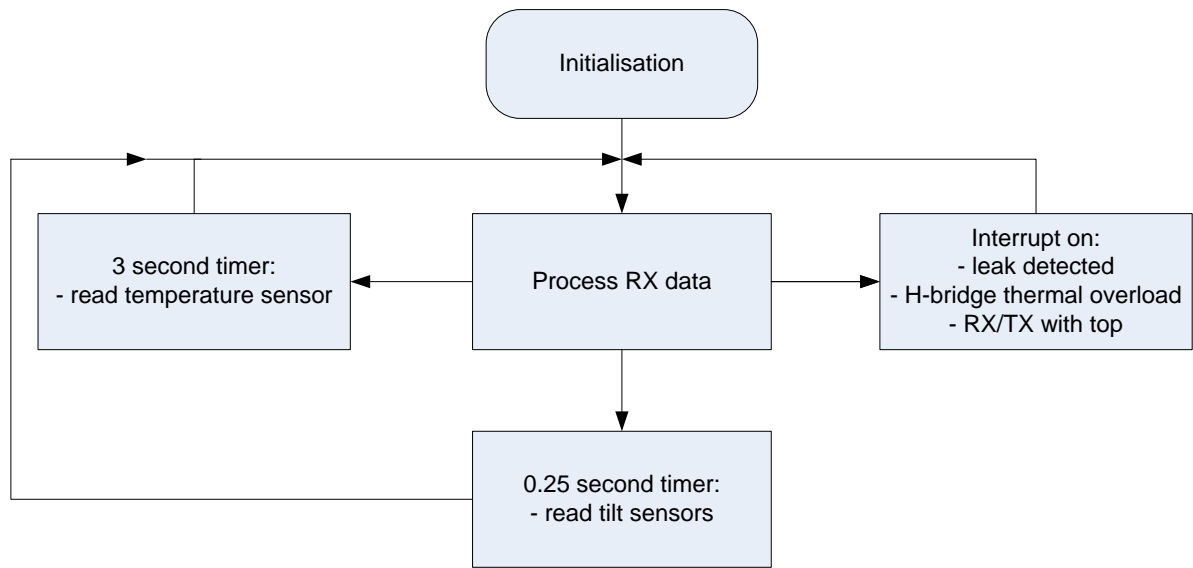 Initialisation
3 second timer:
- read temperature sensor
Process RX data
Interrupt on:
- leak detected
- H-bridge thermal overload
- RX/TX with top
0.25 second timer:
- read tilt sensors